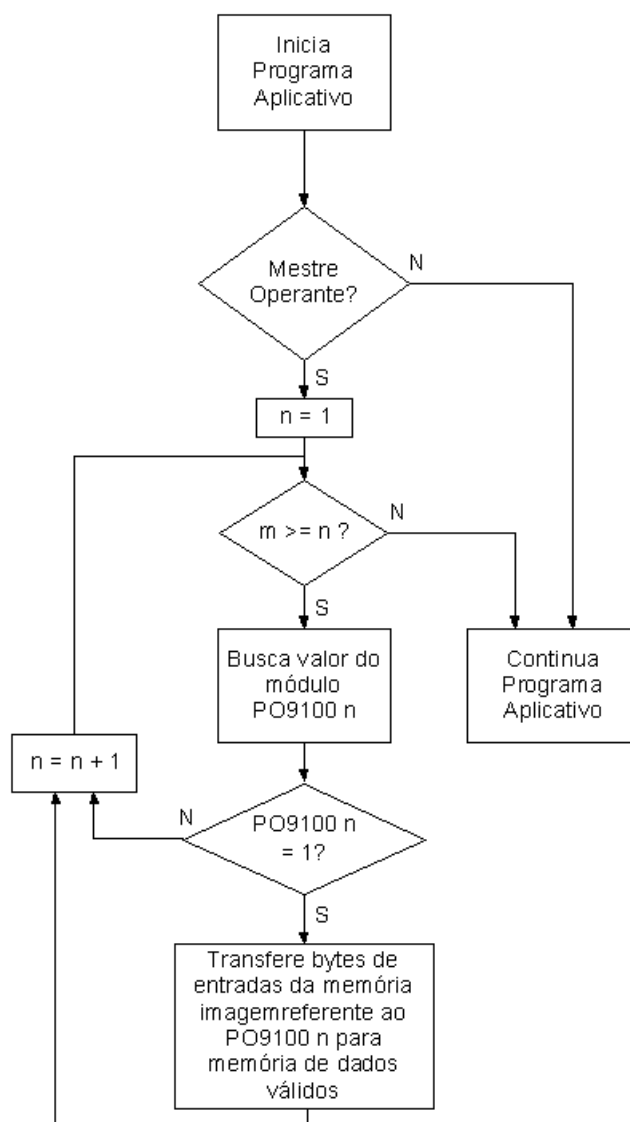 Inicia
Programa
Aplicativo
Mestre
Operante?
N
S
n = 1
m >= n ?
N
S
Busca valor do
módulo
PO9100 n
Continua
Programa
Aplicativo
n = n + 1
N
PO9100 n
= 1?
S
Transfere bytes de
entradas da memória
imagemreferente ao
PO9100 n para
memória de dados
válidos